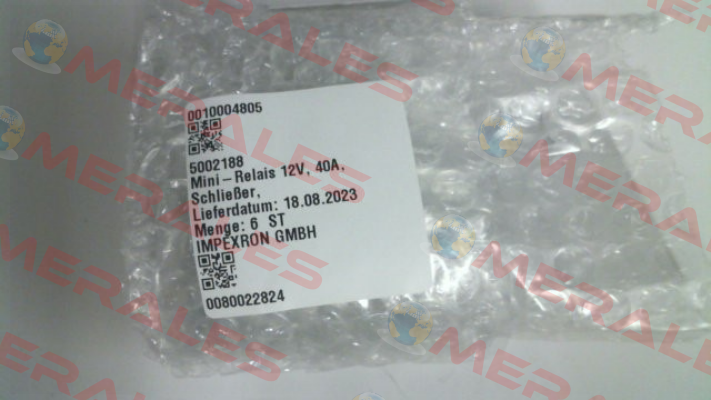 0010004805
5002188
Mini-Relais 12V, 40A,
Schließer,
Lieferdatum: 18.08.2023
Menge: 6 ST
IMPEXRON GMBH
0080022824
MERALES
MERALES
MERALES
MERALES
MERALES
MERALES